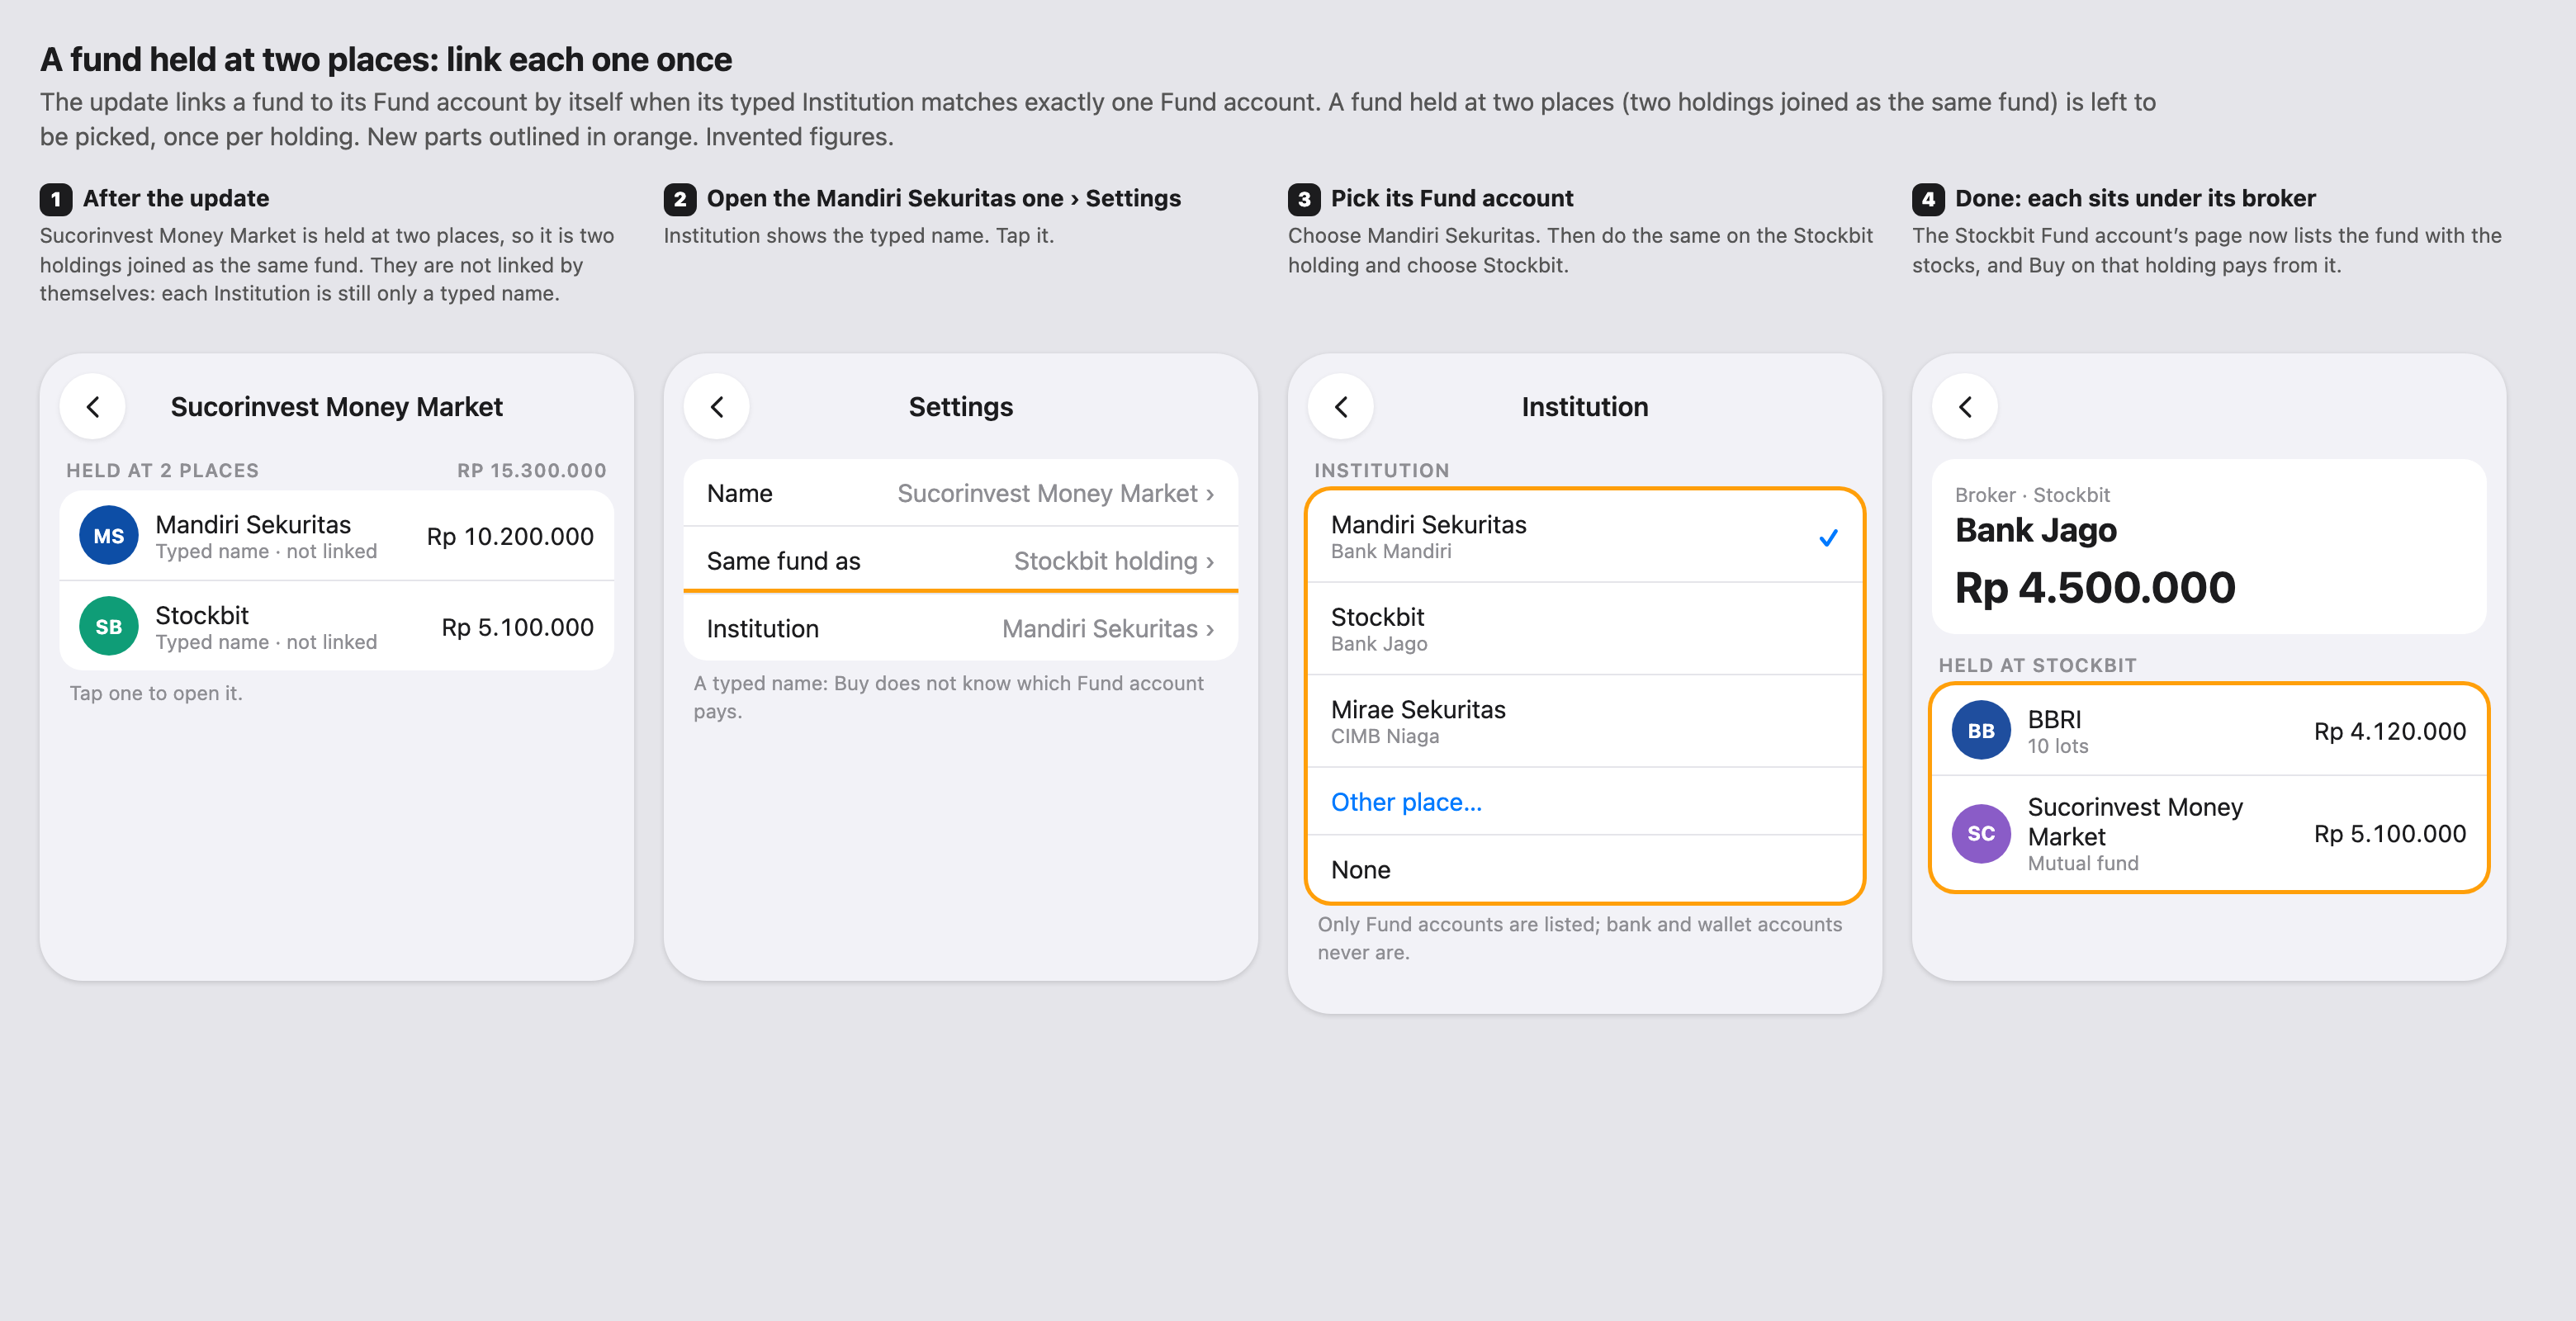 A fund held at two places: link each one once
The update links a fund to its Fund account by itself when its typed Institution matches exactly one Fund account. A fund held at two places (two holdings joined as the same fund) is left to
be picked, once per holding. New parts outlined in orange. Invented figures.
1 After the update
Sucorinvest Money Market is held at two places, so it is two
holdings joined as the same fund. They are not linked by
themselves: each Institution is still only a typed name.
Sucorinvest Money Market
HELD AT 2 PLACES RP 15.300.000
MS Mandiri Sekuritas Rp 10.200.000
Typed name · not linked
SB Stockbit Rp 5.100.000
Typed name · not linked
Tap one to open it.
2 Open the Mandiri Sekuritas one › Settings
Institution shows the typed name. Tap it.
Settings
Name Sucorinvest Money Market ›
Same fund as Stockbit holding ›
Institution Mandiri Sekuritas ›
A typed name: Buy does not know which Fund account
pays.
3 Pick its Fund account
Choose Mandiri Sekuritas. Then do the same on the Stockbit
holding and choose Stockbit.
Institution
INSTITUTION
Mandiri Sekuritas
Bank Mandiri
Stockbit
Bank Jago
Mirae Sekuritas
CIMB Niaga
Other place...
None
Only Fund accounts are listed; bank and wallet accounts
never are.
4 Done: each sits under its broker
The Stockbit Fund account’s page now lists the fund with the
stocks, and Buy on that holding pays from it.
Broker · Stockbit
Bank Jago
Rp 4.500.000
HELD AT STOCKBIT
BB BBRI Rp 4.120.000
10 lots
SC Sucorinvest Money
Market Rp 5.100.000
Mutual fund